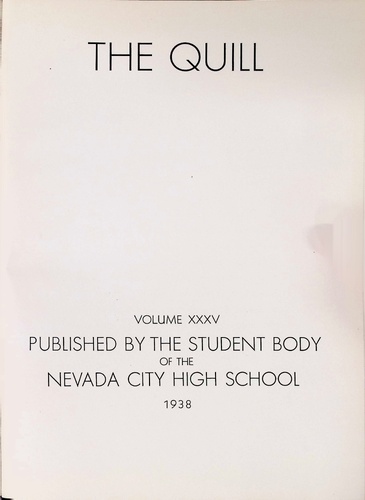 THE QUILL
VOLUME XXXV
PUBLISHED BY THE STUDENT BODY
OF THE
NEVADA CITY HIGH SCHOOL
1938